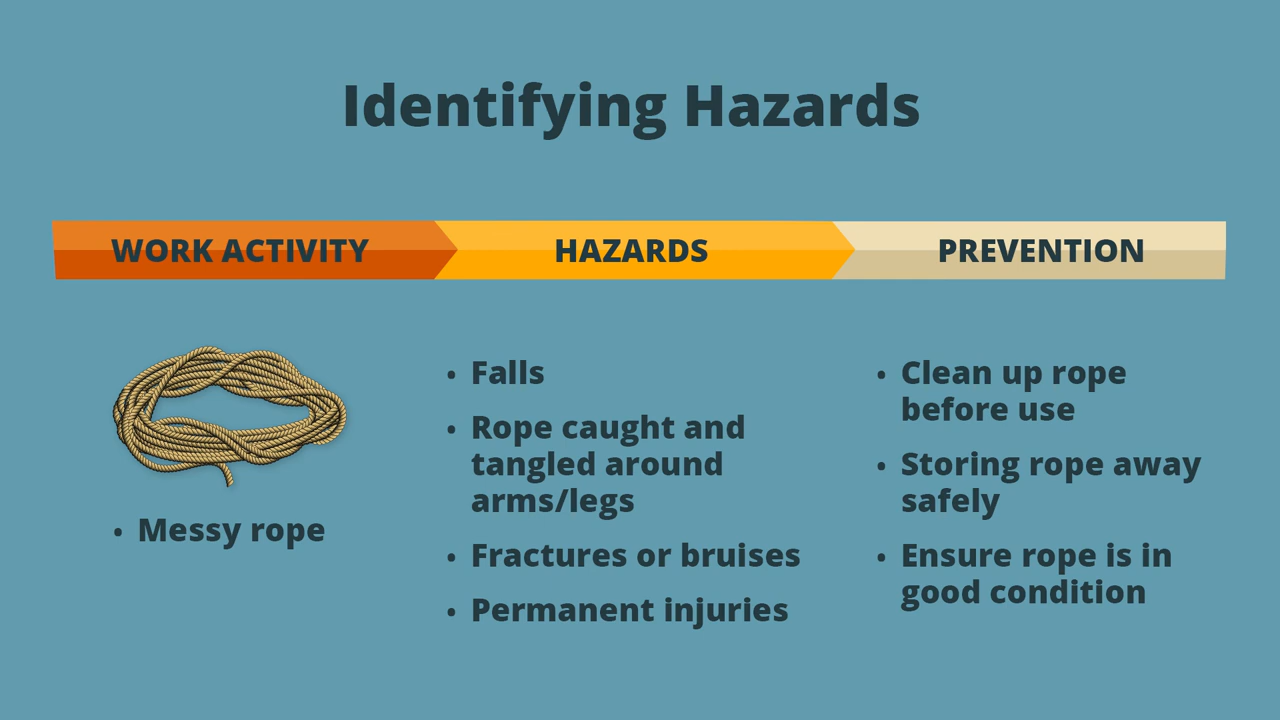 Identifying Hazards
WORK ACTIVITY
HAZARDS
PREVENTION
• Messy rope
• Falls
• Rope caught and
tangled around
arms/legs
• Fractures or bruises
• Permanent injuries
• Clean up rope
before use
• Storing rope away
safely
• Ensure rope is in
good condition